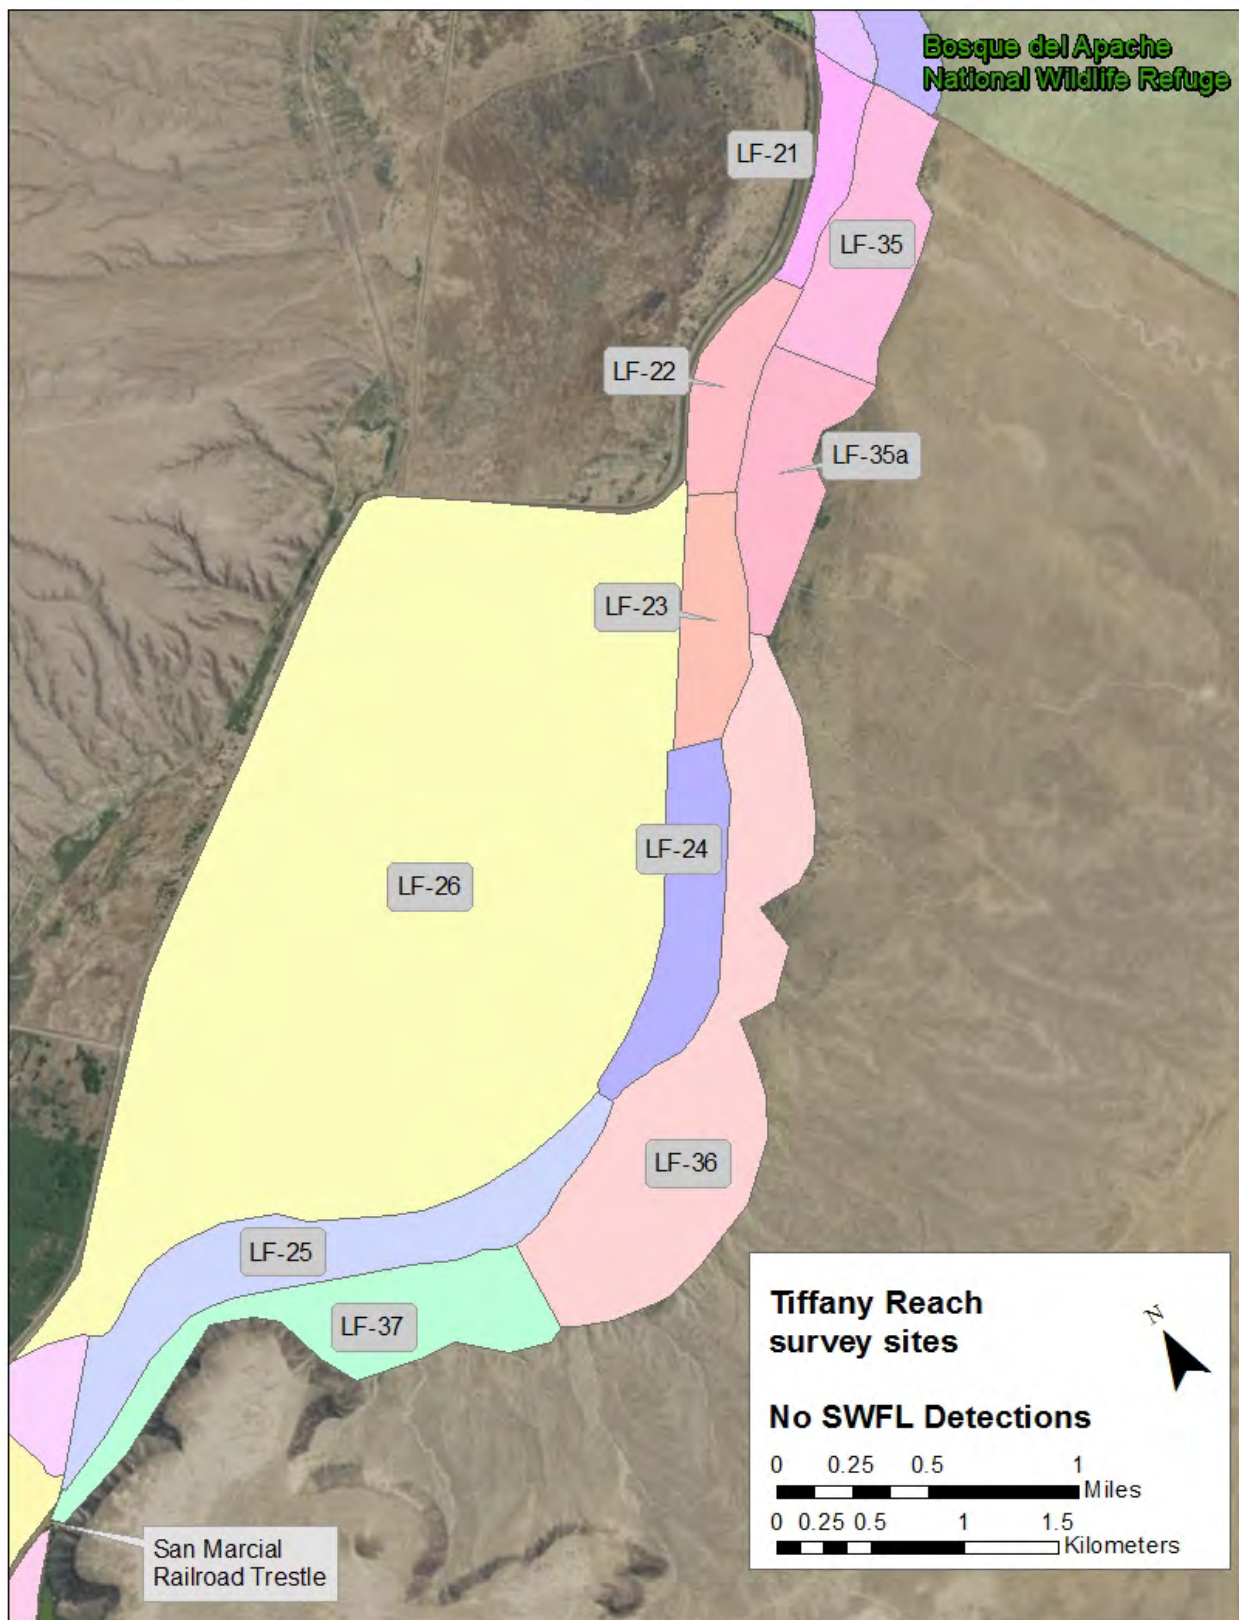 Bosque del Apache
National Wildlife Refuge
LF-21
LF-35
LF-22
LF-35a
LF-23
LF-24
LF-26
LF-36
LF-25
LF-37
Tiffany Reach
survey sites
N
No SWFL Detections
0 0.25 0.5 1
Miles
0 0.25 0.5 1 1.5
Kilometers
San Marcial
Railroad Trestle